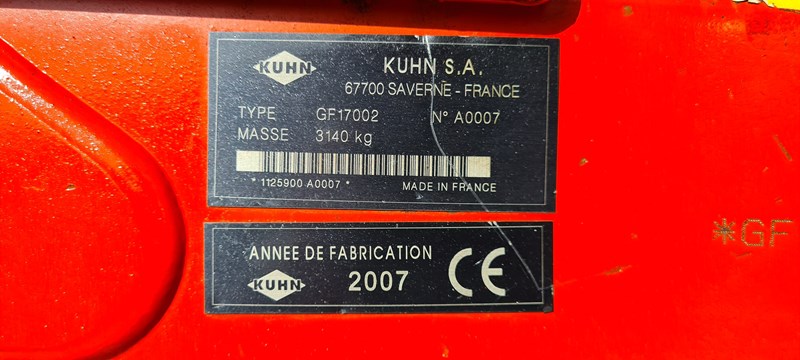 KUHN
KUHN S.A.
67700 SAVERNE - FRANCE
TYPE GF17002 N° A0007
MASSE 3140 kg
* 1125900 A0007 * MADE IN FRANCE
ANNEE DE FABRICATION
KUHN 2007 CE
*GF